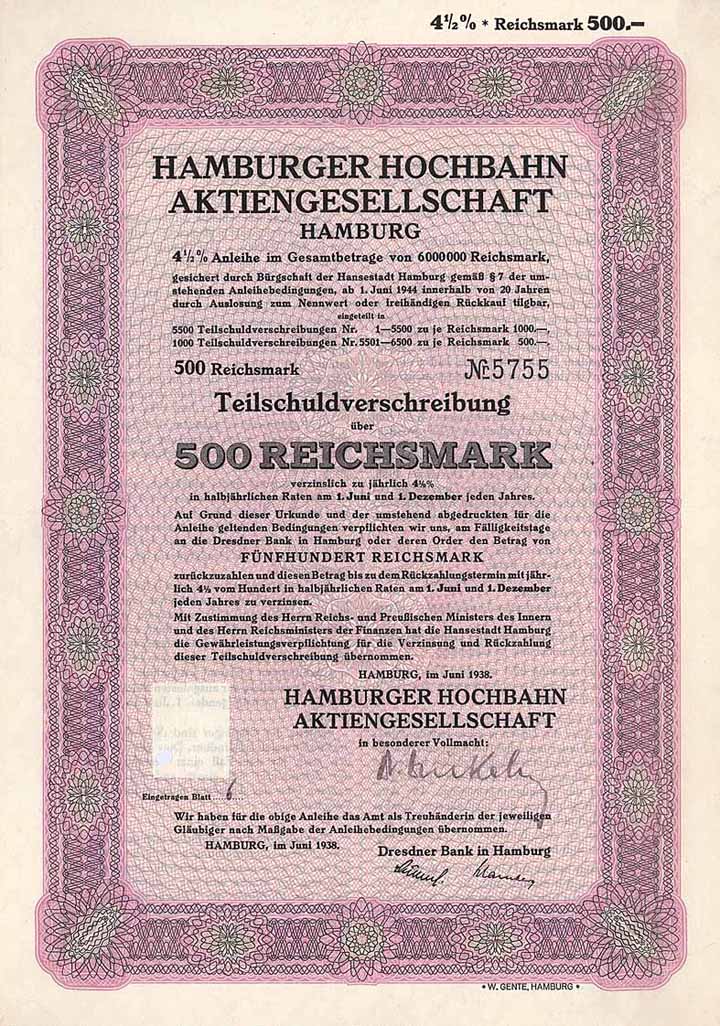 4½% * Reichsmark 500.—
HAMBURGER HOCHBAHN
AKTIENGESELLSCHAFT
HAMBURG
4½% Anleihe im Gesamtbetrage von 6000000 Reichsmark,
gesichert durch Bürgschaft der Hansestadt Hamburg gemäß § 7 der um-
stehenden Anleihebedingungen, ab 1. Juni 1944 innerhalb von 20 Jahren
durch Auslosung zum Nennwert oder freihändigen Rückkauf tilgbar,
eingeteilt in
5500 Teilschuldverschreibungen Nr. 1—5500 zu je Reichsmark 1000.—,
1000 Teilschuldverschreibungen Nr. 5501—6500 zu je Reichsmark 500.—,
500 Reichsmark № 5755
Teilschuldverschreibung
über
500 REICHSMARK
verzinslich zu jährlich 4½%
in halbjährlichen Raten am 1. Juni und 1. Dezember jeden Jahres.
Auf Grund dieser Urkunde und der umstehend abgedruckten für die
Anleihe geltenden Bedingungen verpflichten wir uns, am Fälligkeitstage
an die Dresdner Bank in Hamburg oder deren Order den Betrag von
FÜNFHUNDERT REICHSMARK
zurückzuzahlen und diesen Betrag bis zu dem Rückzahlungstermin mit jähr-
lich 4½ vom Hundert in halbjährlichen Raten am 1. Juni und 1. Dezember
jeden Jahres zu verzinsen.
Mit Zustimmung des Herrn Reichs- und Preußischen Ministers des Innern
und des Herrn Reichsministers der Finanzen hat die Hansestadt Hamburg
die Gewährleistungsverpflichtung für die Verzinsung und Rückzahlung
dieser Teilschuldverschreibung übernommen.
HAMBURG, im Juni 1938.
HAMBURGER HOCHBAHN
AKTIENGESELLSCHAFT
in besonderer Vollmacht:
Eingetragen Blatt 6
Wir haben für die obige Anleihe das Amt als Treuhänderin der jeweiligen
Gläubiger nach Maßgabe der Anleihebedingungen übernommen.
HAMBURG, im Juni 1938.
Dresdner Bank in Hamburg
* W. GENTE, HAMBURG *